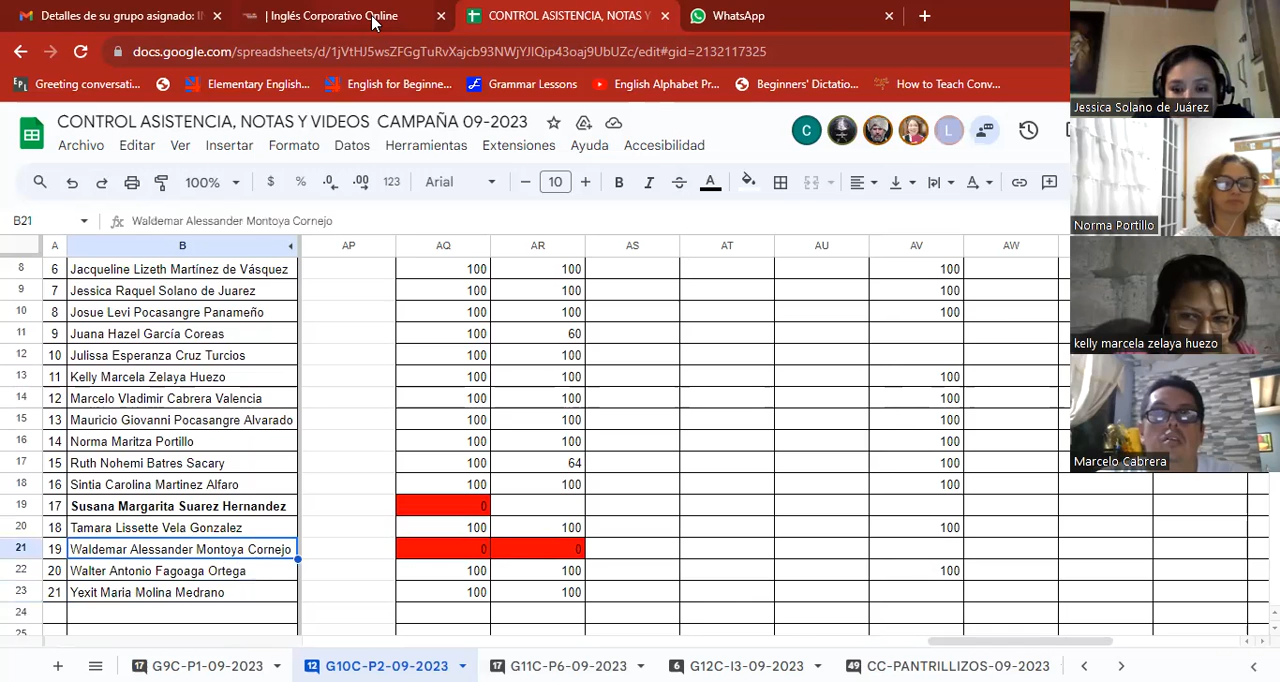 Detalles de su grupo asignado: I
| Inglés Corporativo Online
CONTROL ASISTENCIA, NOTAS Y
WhatsApp
docs.google.com/spreadsheets/d/1jVtHJ5wsZFGgTuRvXajcb93NWjYJIQip43oaj9UbUZc/edit#gid=2132117325
Greeting conversati...
Elementary English...
English for Beginne...
Grammar Lessons
English Alphabet Pr...
Beginners' Dictatio...
How to Teach Conv...
CONTROL ASISTENCIA, NOTAS Y VIDEOS CAMPAÑA 09-2023
Archivo Editar Ver Insertar Formato Datos Herramientas Extensiones Ayuda Accesibilidad
C L
100% $ % .0 .00 123 Arial 10 B I A
B21 fx Waldemar Alessander Montoya Cornejo
A B AP AQ AR AS AT AU AV AW
8 6 Jacqueline Lizeth Martínez de Vásquez 100 100 100
9 7 Jessica Raquel Solano de Juarez 100 100 100
10 8 Josue Levi Pocasangre Panameño 100 100 100
11 9 Juana Hazel García Coreas 100 60
12 10 Julissa Esperanza Cruz Turcios 100 100
13 11 Kelly Marcela Zelaya Huezo 100 100 100
14 12 Marcelo Vladimir Cabrera Valencia 100 100 100
15 13 Mauricio Giovanni Pocasangre Alvarado 100 100 100
16 14 Norma Maritza Portillo 100 100 100
17 15 Ruth Nohemi Batres Sacary 100 64 100
18 16 Sintia Carolina Martinez Alfaro 100 100 100
19 17 Susana Margarita Suarez Hernandez 0
20 18 Tamara Lissette Vela Gonzalez 100 100 100
21 19 Waldemar Alessander Montoya Cornejo 0 0
22 20 Walter Antonio Fagoaga Ortega 100 100 100
23 21 Yexit Maria Molina Medrano 100 100
24
25
17 G9C-P1-09-2023
12 G10C-P2-09-2023
17 G11C-P6-09-2023
6 G12C-I3-09-2023
49 CC-PANTRILLIZOS-09-2023
Jessica Solano de Juárez
Norma Portillo
kelly marcela zelaya huezo
Marcelo Cabrera